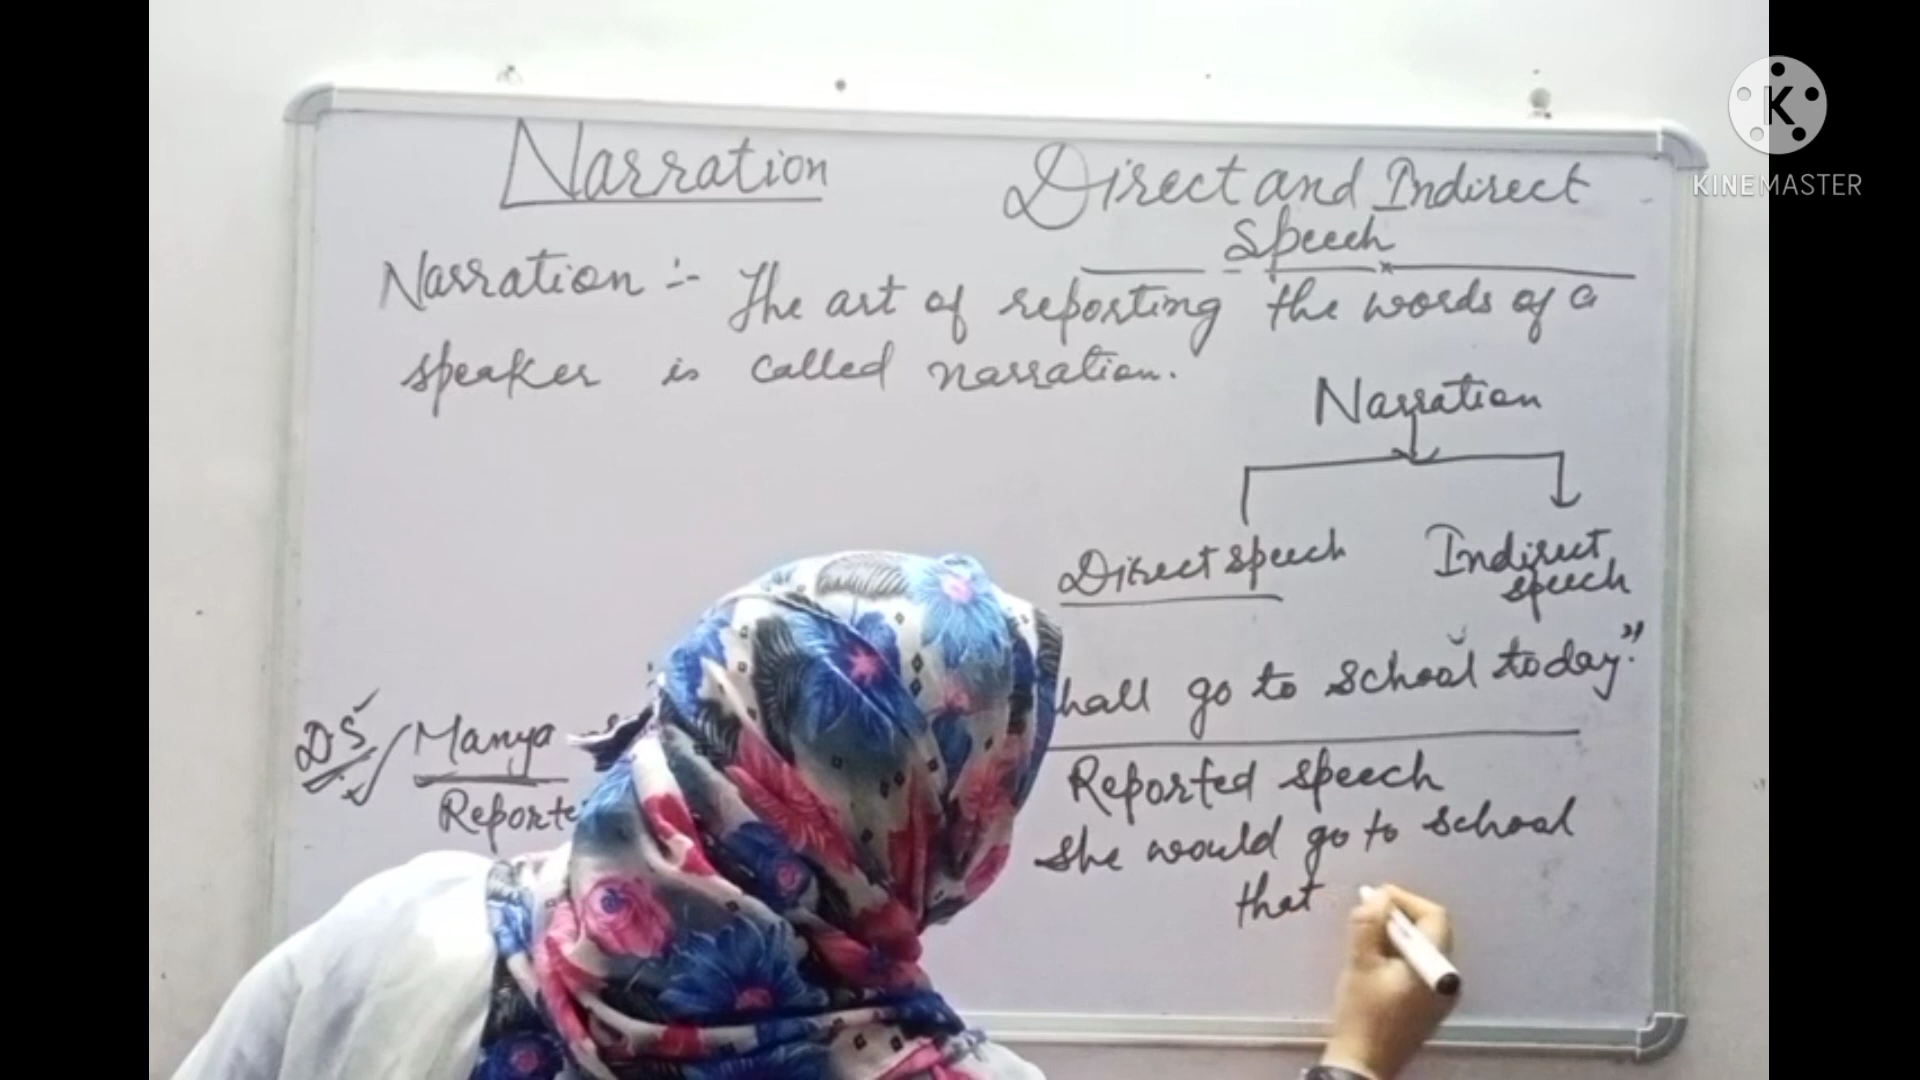 Narration
Direct and Indirect
Speech
Narration :- The art of reporting the words of a
speaker is called narration.
Narration
Direct speech
Indirect
speech
D.S Manya
hall go to school today."
Reporte
Reported speech
She would go to school
that
K
KINEMASTER